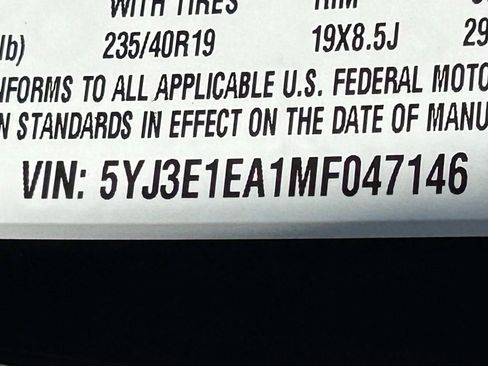 WITH TIRES RIM
lb) 235/40R19 19X8.5J 29
NFORMS TO ALL APPLICABLE U.S. FEDERAL MOTO
N STANDARDS IN EFFECT ON THE DATE OF MANU
VIN: 5YJ3E1EA1MF047146